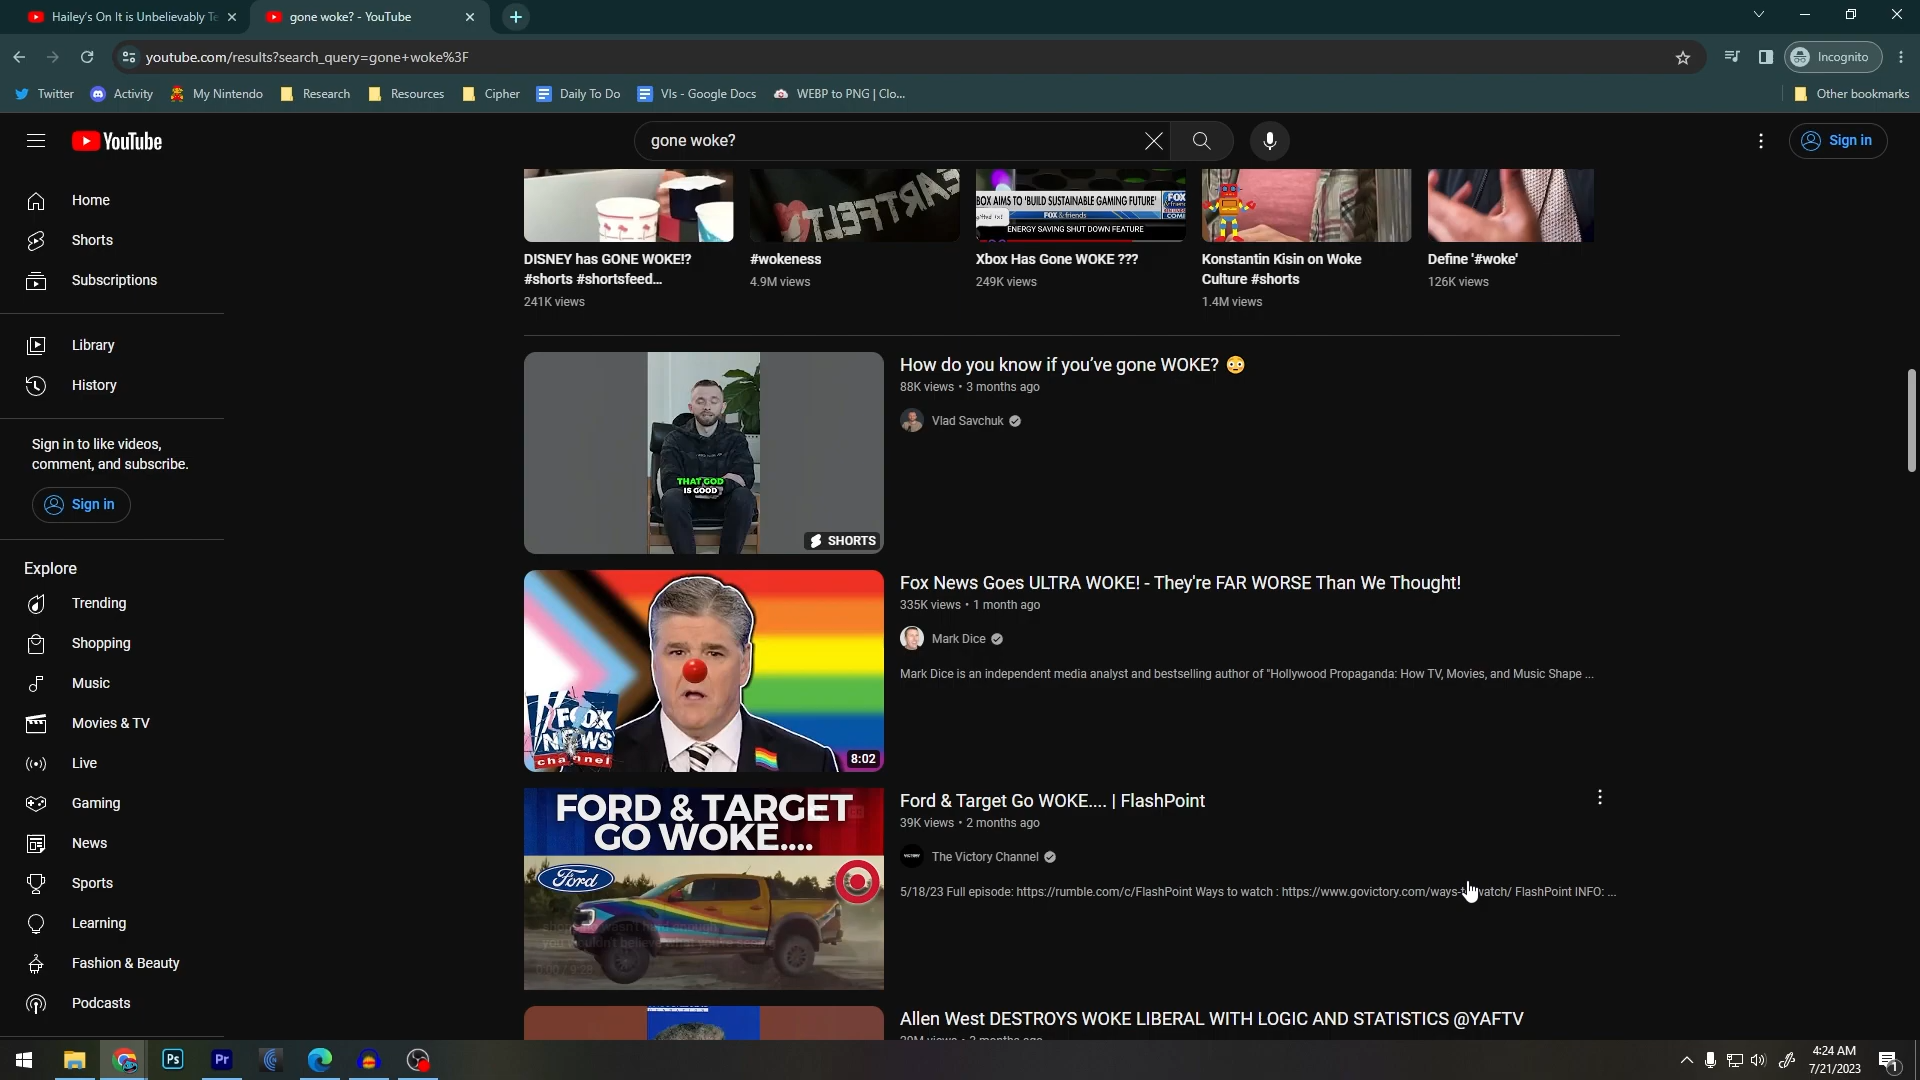 Hailey's On It is Unbelievably Te
gone woke? - YouTube
youtube.com/results?search_query=gone+woke%3F
Incognito
Twitter
Activity
My Nintendo
Research
Resources
Cipher
Daily To Do
VIs - Google Docs
WEBP to PNG | Clo...
Other bookmarks
YouTube
gone woke?
Sign in
Home
Shorts
Subscriptions
Library
History
Sign in to like videos,
comment, and subscribe.
Sign in
Explore
Trending
Shopping
Music
Movies & TV
Live
Gaming
News
Sports
Learning
Fashion & Beauty
Podcasts
BOX AIMS TO 'BUILD SUSTAINABLE GAMING FUTURE'
FOX & friends
ENERGY SAVING SHUT DOWN FEATURE
DISNEY has GONE WOKE!?
#shorts #shortsfeed...
241K views
#wokeness
4.9M views
Xbox Has Gone WOKE ???
249K views
Konstantin Kisin on Woke
Culture #shorts
1.4M views
Define '#woke'
126K views
THAT GOD
IS GOOD
SHORTS
How do you know if you've gone WOKE? 😳
88K views • 3 months ago
Vlad Savchuk
FOX
NEWS
channel
8:02
Fox News Goes ULTRA WOKE! - They're FAR WORSE Than We Thought!
335K views • 1 month ago
Mark Dice
Mark Dice is an independent media analyst and bestselling author of "Hollywood Propaganda: How TV, Movies, and Music Shape ...
FORD & TARGET
GO WOKE....
Ford
Ford & Target Go WOKE.... | FlashPoint
39K views • 2 months ago
The Victory Channel
5/18/23 Full episode: https://rumble.com/c/FlashPoint Ways to watch : https://www.govictory.com/ways-to-watch/ FlashPoint INFO: ...
Allen West DESTROYS WOKE LIBERAL WITH LOGIC AND STATISTICS @YAFTV
Ps
Pr
4:24 AM
7/21/2023
1